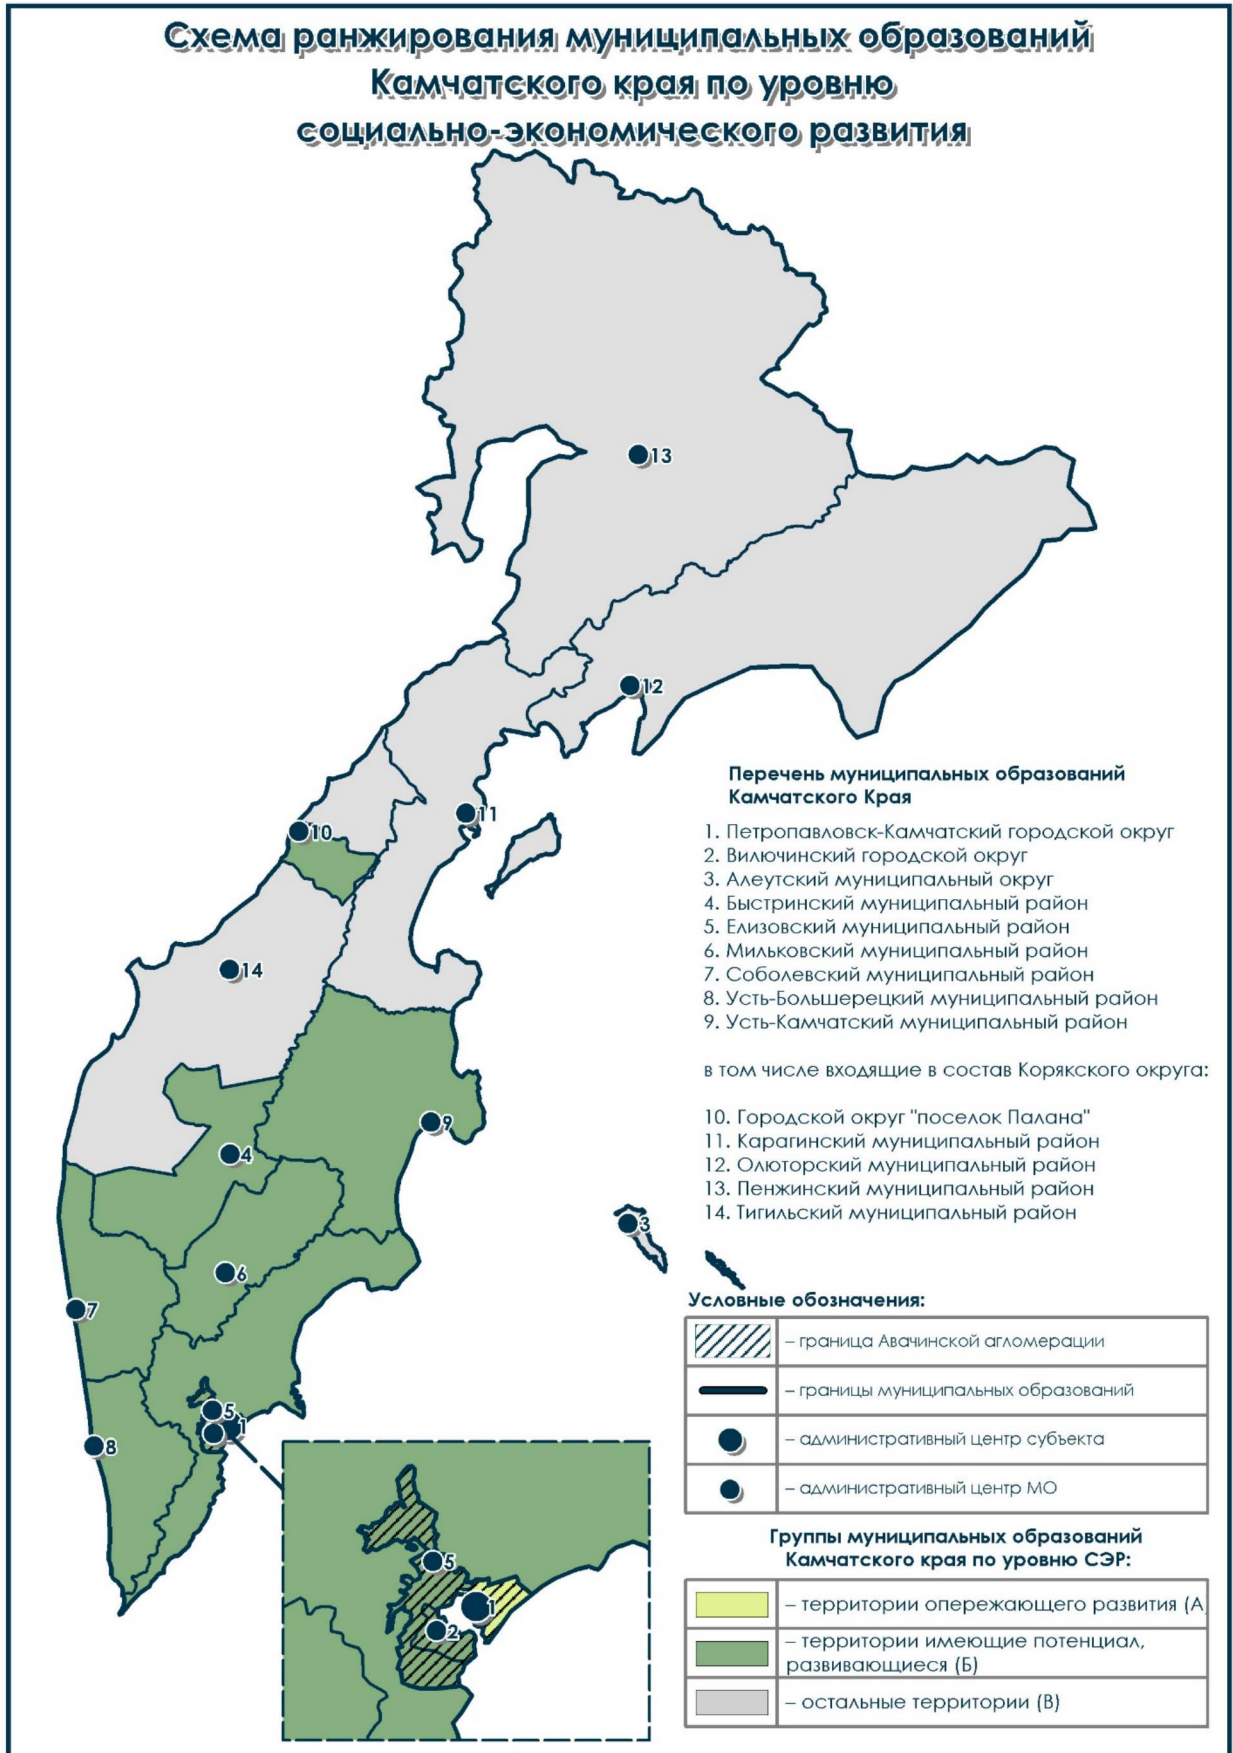 Схема ранжирования муниципальных образований
Камчатского края по уровню
социально-экономического развития
13
12
11
10
14
9
4
3
6
7
5
1
8
5
1
2
Перечень муниципальных образований
Камчатского Края
1. Петропавловск-Камчатский городской округ
2. Вилючинский городской округ
3. Алеутский муниципальный округ
4. Быстринский муниципальный район
5. Елизовский муниципальный район
6. Мильковский муниципальный район
7. Соболевский муниципальный район
8. Усть-Большерецкий муниципальный район
9. Усть-Камчатский муниципальный район
в том числе входящие в состав Корякского округа:
10. Городской округ "поселок Палана"
11. Карагинский муниципальный район
12. Олюторский муниципальный район
13. Пенжинский муниципальный район
14. Тигильский муниципальный район
Условные обозначения:
– граница Авачинской агломерации
– границы муниципальных образований
– административный центр субъекта
– административный центр МО
Группы муниципальных образований
Камчатского края по уровню СЭР:
– территории опережающего развития (А
– территории имеющие потенциал,
развивающиеся (Б)
– остальные территории (В)